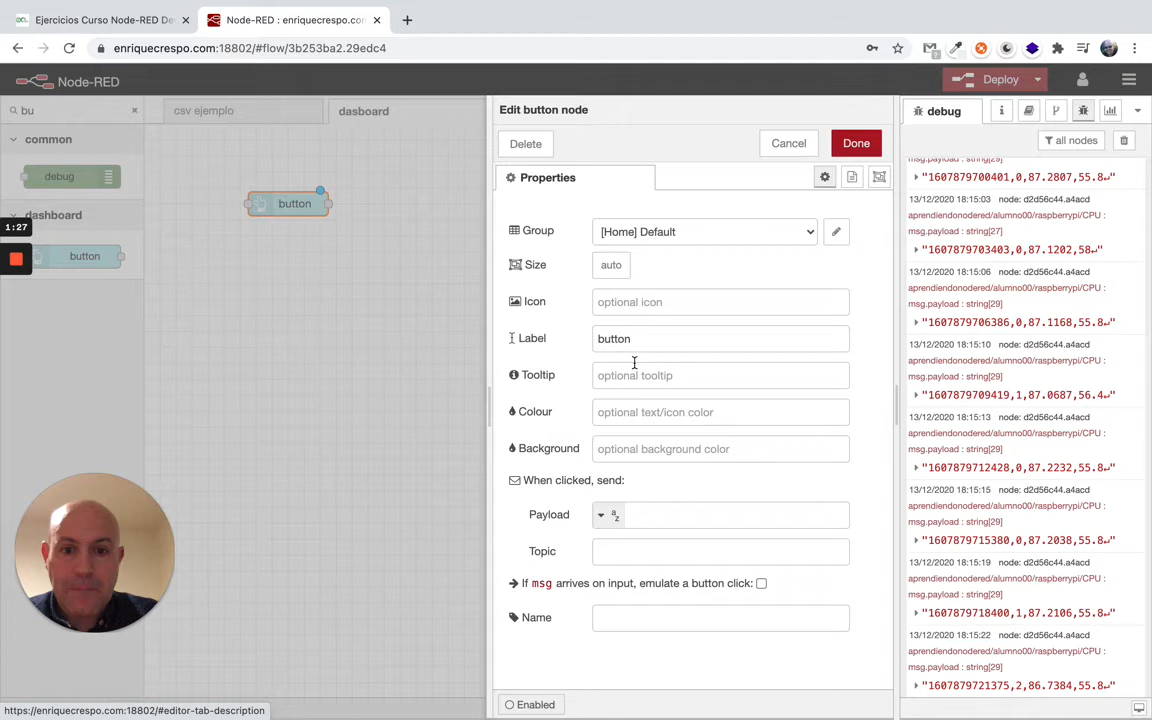 Ejercicios Curso Node-RED De
Node-RED : enriquecrespo.com
enriquecrespo.com:18802/#flow/3b253ba2.29edc4
Node-RED
Deploy
bu
csv ejemplo
dasboard
common
debug
dashboard
button
1:27
button
Edit button node
Delete
Cancel
Done
Properties
Group
[Home] Default
Size
auto
Icon
optional icon
Label
button
Tooltip
optional tooltip
Colour
optional text/icon color
Background
optional background color
When clicked, send:
Payload
Topic
If msg arrives on input, emulate a button click:
Name
Enabled
debug
all nodes
msg.payload : string[29]
"1607879700401,0,87.2807,55.8↵"
13/12/2020 18:15:03 node: d2d56c44.a4acd
aprendiendonodered/alumno00/raspberrypi/CPU :
msg.payload : string[27]
"1607879703403,0,87.1202,58↵"
13/12/2020 18:15:06 node: d2d56c44.a4acd
aprendiendonodered/alumno00/raspberrypi/CPU :
msg.payload : string[29]
"1607879706386,0,87.1168,55.8↵"
13/12/2020 18:15:10 node: d2d56c44.a4acd
aprendiendonodered/alumno00/raspberrypi/CPU :
msg.payload : string[29]
"1607879709419,1,87.0687,56.4↵"
13/12/2020 18:15:13 node: d2d56c44.a4acd
aprendiendonodered/alumno00/raspberrypi/CPU :
msg.payload : string[29]
"1607879712428,0,87.2232,55.8↵"
13/12/2020 18:15:15 node: d2d56c44.a4acd
aprendiendonodered/alumno00/raspberrypi/CPU :
msg.payload : string[29]
"1607879715380,0,87.2038,55.8↵"
13/12/2020 18:15:19 node: d2d56c44.a4acd
aprendiendonodered/alumno00/raspberrypi/CPU :
msg.payload : string[29]
"1607879718400,1,87.2106,55.8↵"
13/12/2020 18:15:22 node: d2d56c44.a4acd
aprendiendonodered/alumno00/raspberrypi/CPU :
msg.payload : string[29]
"1607879721375,2,86.7384,55.8↵"
https://enriquecrespo.com:18802/#editor-tab-description